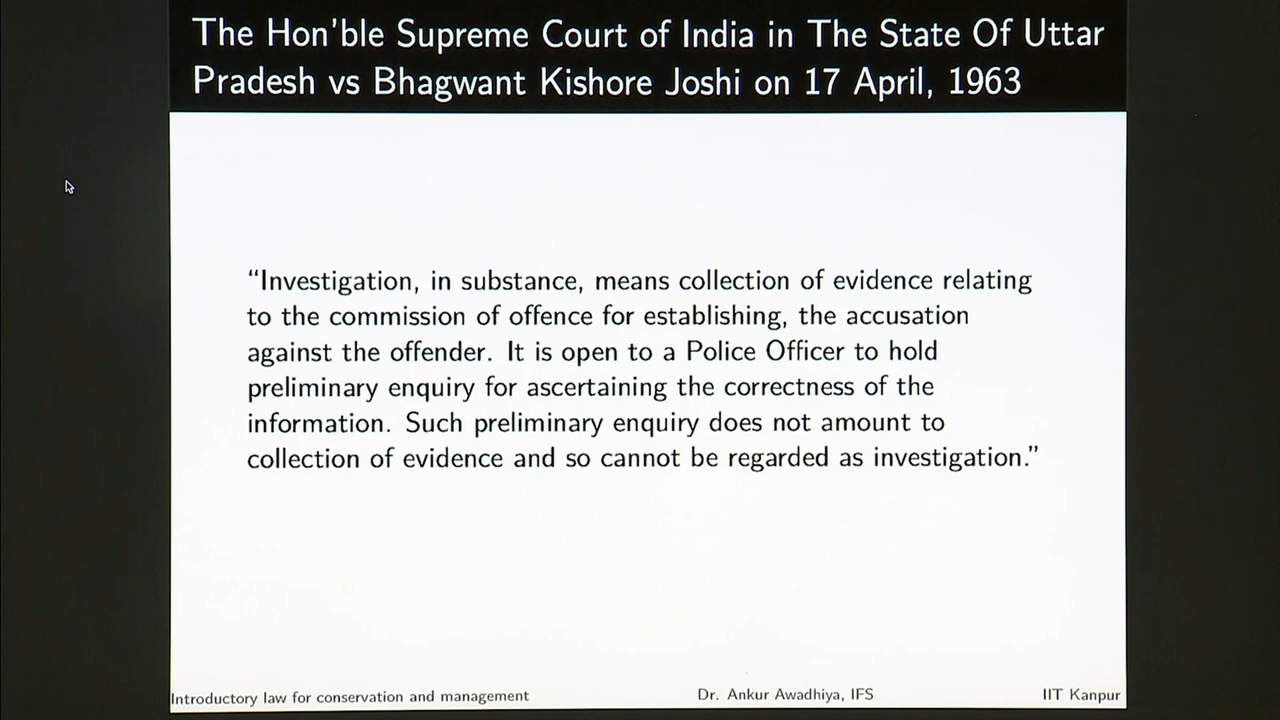 The Hon'ble Supreme Court of India in The State Of Uttar
Pradesh vs Bhagwant Kishore Joshi on 17 April, 1963
“Investigation, in substance, means collection of evidence relating
to the commission of offence for establishing, the accusation
against the offender. It is open to a Police Officer to hold
preliminary enquiry for ascertaining the correctness of the
information. Such preliminary enquiry does not amount to
collection of evidence and so cannot be regarded as investigation.”
Introductory law for conservation and management Dr. Ankur Awadhiya, IFS IIT Kanpur